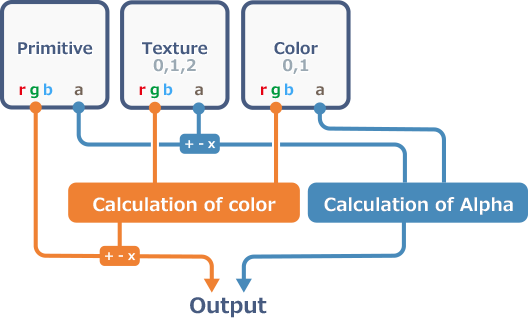 Primitive
Texture
0,1,2
Color
0,1
r g b a
r g b a
r g b a
+ - x
Calculation of color
Calculation of Alpha
+ - x
Output